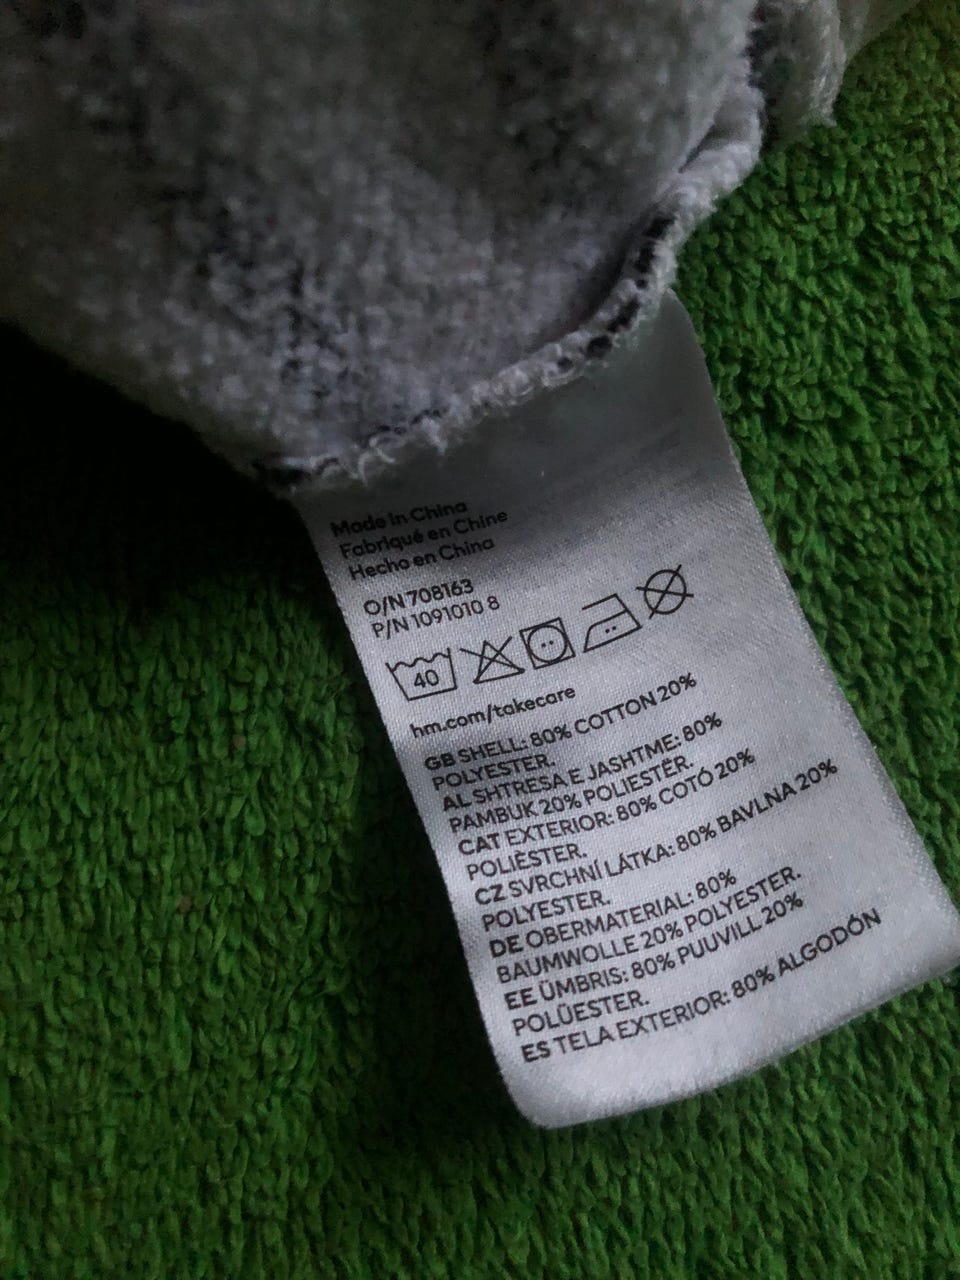 Made in China
Fabriqué en Chine
Hecho en China
O/N 708163
P/N 1091010 8
40
hm.com/takecare
GB SHELL: 80% COTTON 20%
POLYESTER.
AL SHTRESA E JASHTME: 80%
PAMBUK 20% POLIESTËR.
CAT EXTERIOR: 80% COTÓ 20%
POLIÈSTER.
CZ SVRCHNÍ LÁTKA: 80% BAVLNA 20%
POLYESTER.
DE OBERMATERIAL: 80%
BAUMWOLLE 20% POLYESTER.
EE ÜMBRIS: 80% PUUVILL 20%
POLÜESTER.
ES TELA EXTERIOR: 80% ALGODÓN